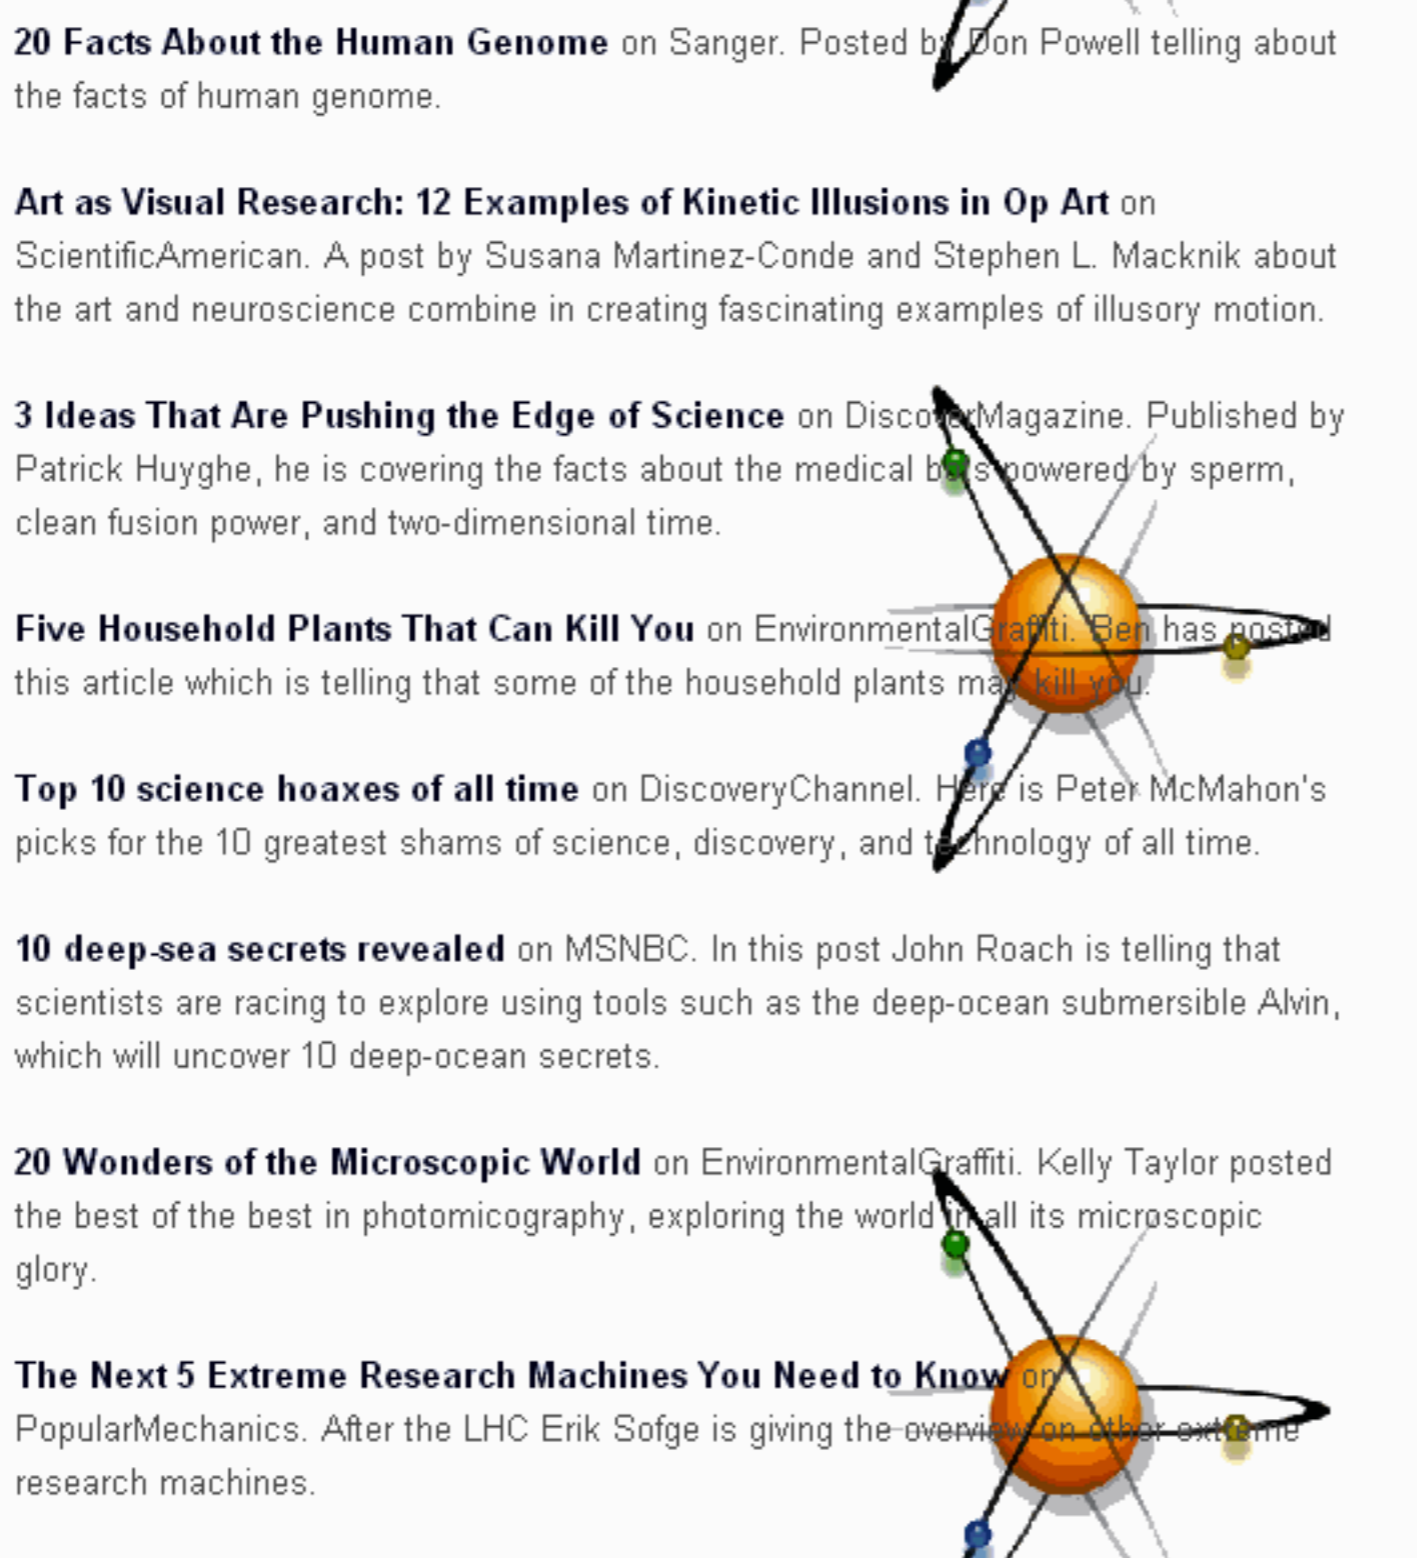 20 Facts About the Human Genome on Sanger. Posted by Don Powell telling about
the facts of human genome.
Art as Visual Research: 12 Examples of Kinetic Illusions in Op Art on
ScientificAmerican. A post by Susana Martinez-Conde and Stephen L. Macknik about
the art and neuroscience combine in creating fascinating examples of illusory motion.
3 Ideas That Are Pushing the Edge of Science on DiscoverMagazine. Published by
Patrick Huyghe, he is covering the facts about the medical bots powered by sperm,
clean fusion power, and two-dimensional time.
Five Household Plants That Can Kill You on EnvironmentalGraffiti. Ben has posted
this article which is telling that some of the household plants may kill you.
Top 10 science hoaxes of all time on DiscoveryChannel. Here is Peter McMahon's
picks for the 10 greatest shams of science, discovery, and technology of all time.
10 deep-sea secrets revealed on MSNBC. In this post John Roach is telling that
scientists are racing to explore using tools such as the deep-ocean submersible Alvin,
which will uncover 10 deep-ocean secrets.
20 Wonders of the Microscopic World on EnvironmentalGraffiti. Kelly Taylor posted
the best of the best in photomicography, exploring the world in all its microscopic
glory.
The Next 5 Extreme Research Machines You Need to Know on
PopularMechanics. After the LHC Erik Sofge is giving the overview on other extreme
research machines.